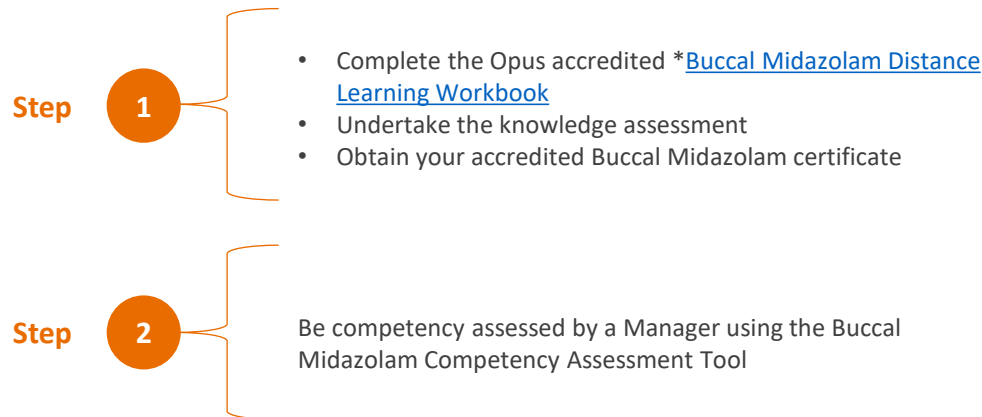 Step 1
• Complete the Opus accredited *Buccal Midazolam Distance
Learning Workbook
• Undertake the knowledge assessment
• Obtain your accredited Buccal Midazolam certificate
Step 2
Be competency assessed by a Manager using the Buccal
Midazolam Competency Assessment Tool